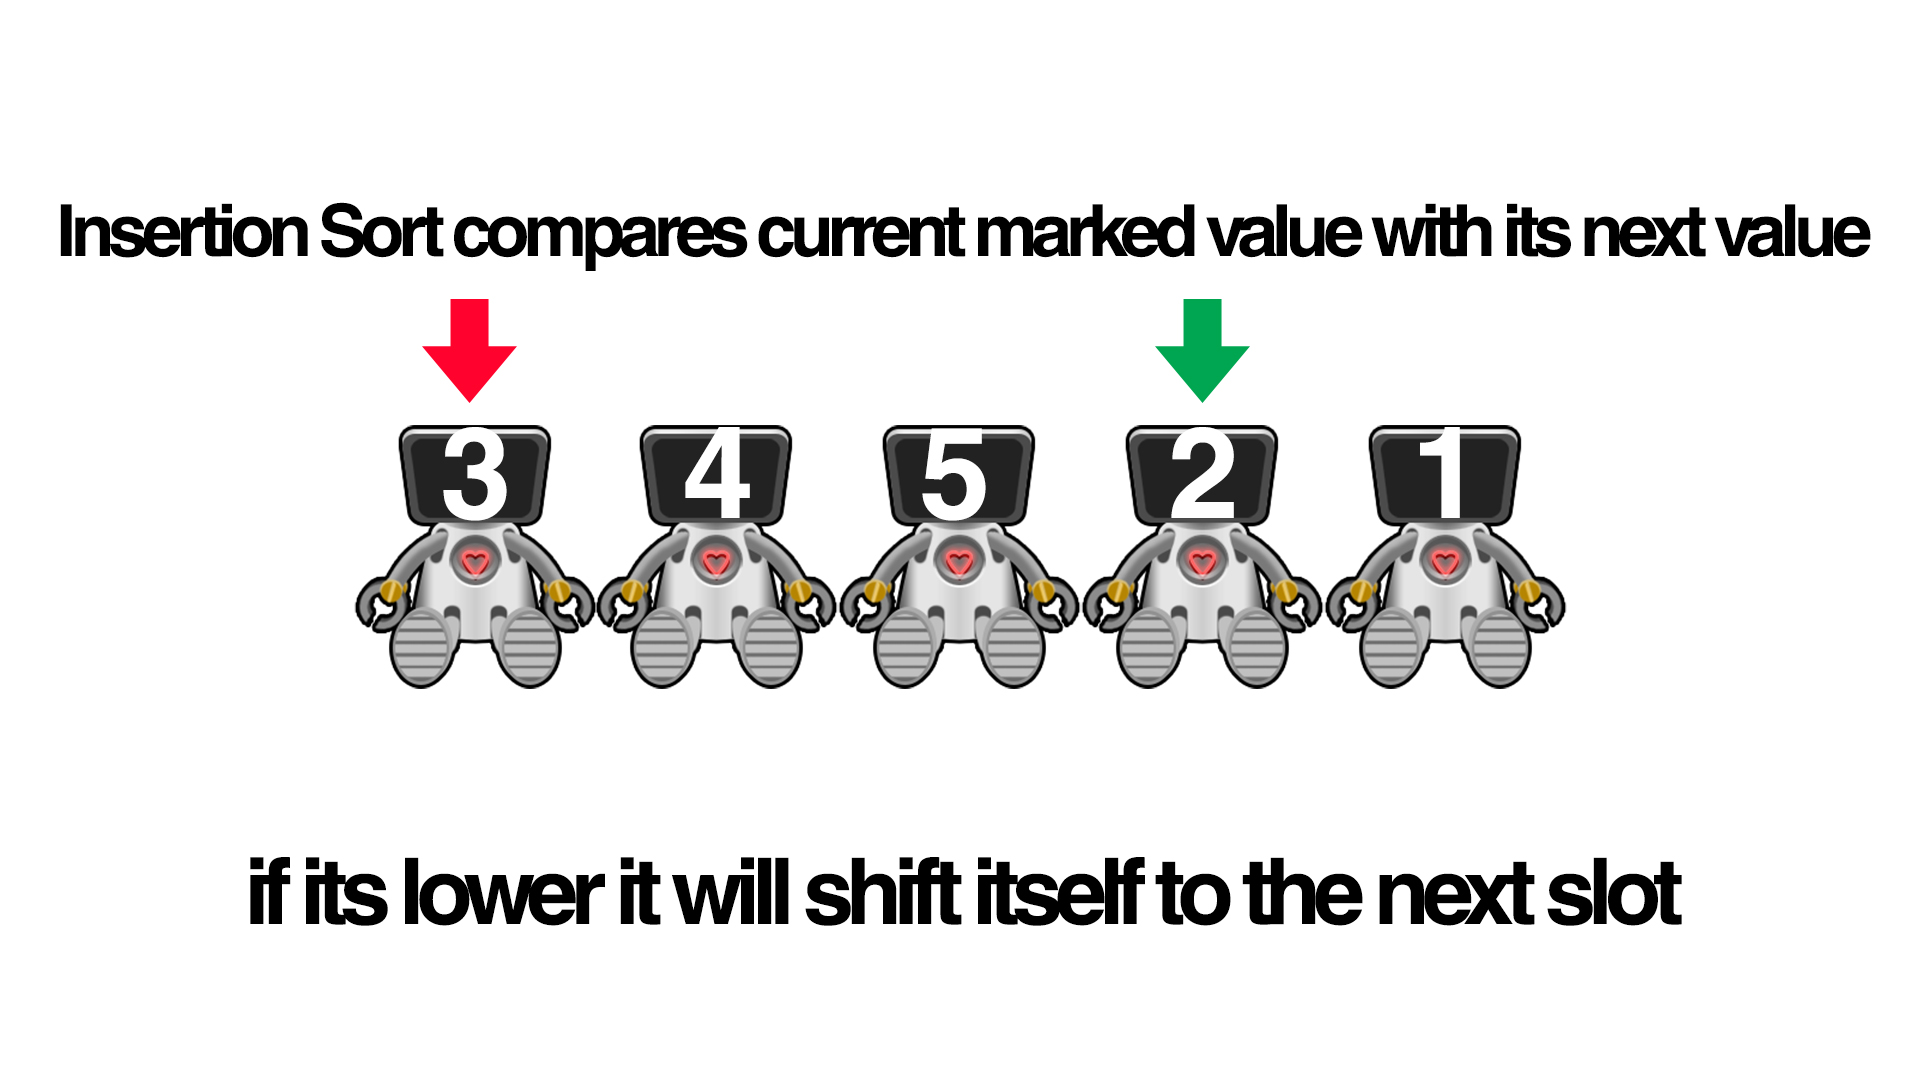 Insertion Sort compares current marked value with its next value
3 4 5 2 1
if its lower it will shift itself to the next slot